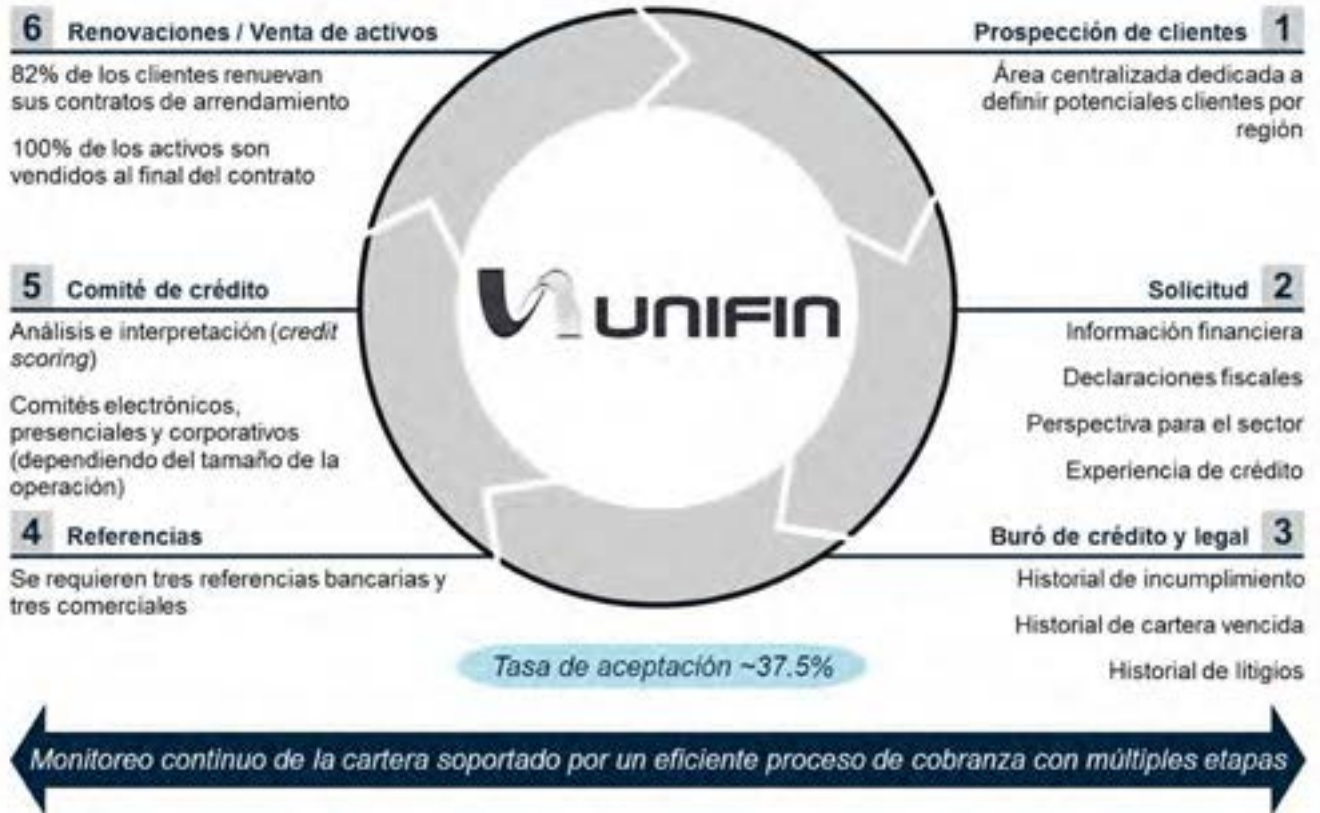 6 Renovaciones / Venta de activos
82% de los clientes renuevan
sus contratos de arrendamiento
100% de los activos son
vendidos al final del contrato
5 Comité de crédito
Análisis e interpretación (credit
scoring)
Comités electrónicos,
presenciales y corporativos
(dependiendo del tamaño de la
operación)
4 Referencias
Se requieren tres referencias bancarias y
tres comerciales
UNIFIN
Prospección de clientes 1
Área centralizada dedicada a
definir potenciales clientes por
región
Solicitud 2
Información financiera
Declaraciones fiscales
Perspectiva para el sector
Experiencia de crédito
Buró de crédito y legal 3
Historial de incumplimiento
Historial de cartera vencida
Historial de litigios
Tasa de aceptación ~37.5%
Monitoreo continuo de la cartera soportado por un eficiente proceso de cobranza con múltiples etapas